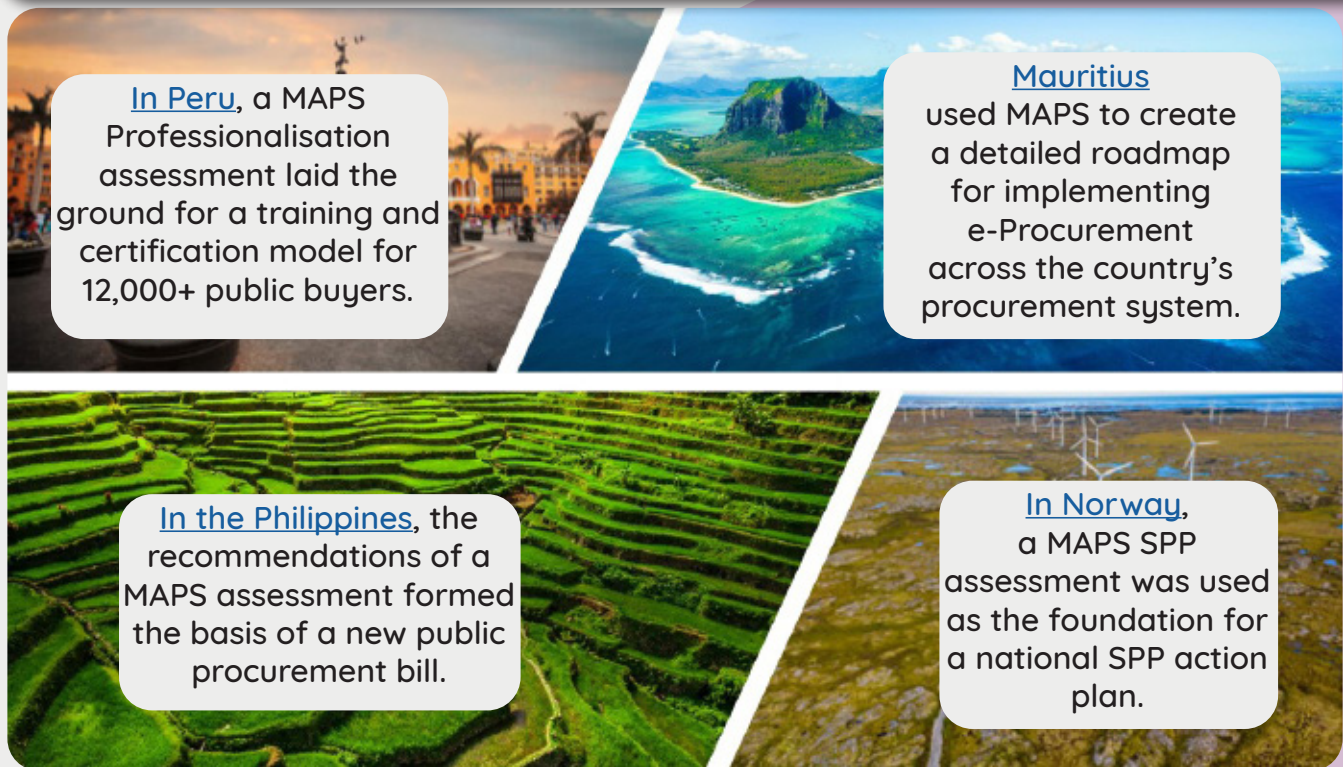 In Peru, a MAPS
Professionalisation
assessment laid the
ground for a training and
certification model for
12,000+ public buyers.
Mauritius
used MAPS to create
a detailed roadmap
for implementing
e-Procurement
across the country's
procurement system.
In the Philippines, the
recommendations of a
MAPS assessment formed
the basis of a new public
procurement bill.
In Norway,
a MAPS SPP
assessment was used
as the foundation for
a national SPP action
plan.